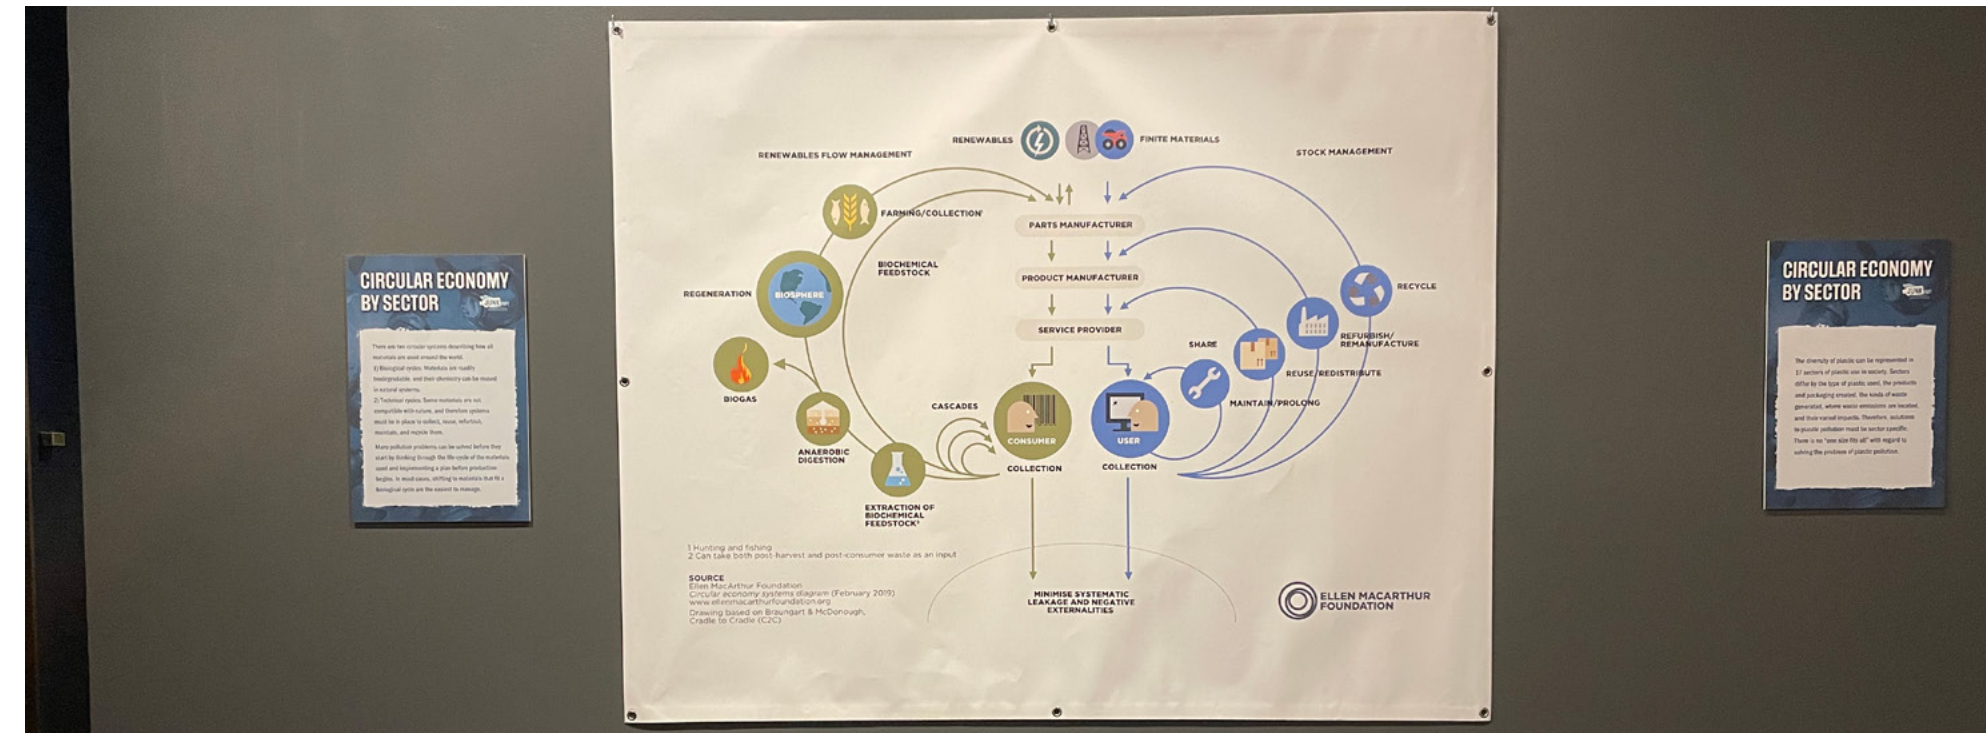 CIRCULAR ECONOMY
BY SECTOR
There are two circular systems describing how all
materials are used around the world.
1) Biological cycles. Materials are readily
biodegradable, and their chemistry can be reused
in natural systems.
2) Technical cycles. Some materials are not
compatible with nature, and therefore systems
must be in place to collect, reuse, refurbish,
maintain, and recycle them.
Many pollution problems can be solved before they
start by thinking through the life cycle of the materials
used and implementing a plan before production
begins. In most cases, shifting to materials that fit a
biological cycle are the easiest to manage.
RENEWABLES
FINITE MATERIALS
RENEWABLES FLOW MANAGEMENT
STOCK MANAGEMENT
FARMING/COLLECTION¹
PARTS MANUFACTURER
BIOCHEMICAL
FEEDSTOCK
PRODUCT MANUFACTURER
REGENERATION
BIOSPHERE
RECYCLE
SERVICE PROVIDER
REFURBISH/
REMANUFACTURE
SHARE
REUSE/REDISTRIBUTE
BIOGAS
CASCADES
MAINTAIN/PROLONG
CONSUMER
USER
ANAEROBIC
DIGESTION
COLLECTION
COLLECTION
EXTRACTION OF
BIOCHEMICAL
FEEDSTOCK²
1 Hunting and fishing
2 Can take both post-harvest and post-consumer waste as an input
SOURCE
Ellen MacArthur Foundation
Circular economy systems diagram (February 2019)
www.ellenmacarthurfoundation.org
Drawing based on Braungart & McDonough,
Cradle to Cradle (C2C)
MINIMISE SYSTEMATIC
LEAKAGE AND NEGATIVE
EXTERNALITIES
ELLEN MACARTHUR
FOUNDATION
CIRCULAR ECONOMY
BY SECTOR
The diversity of plastic can be represented in
17 sectors of plastic use in society. Sectors
differ by the type of plastic used, the products
and packaging created, the kinds of waste
generated, where waste emissions are located,
and their varied impacts. Therefore, solutions
to plastic pollution must be sector specific.
There is no "one size fits all" with regard to
solving the problem of plastic pollution.